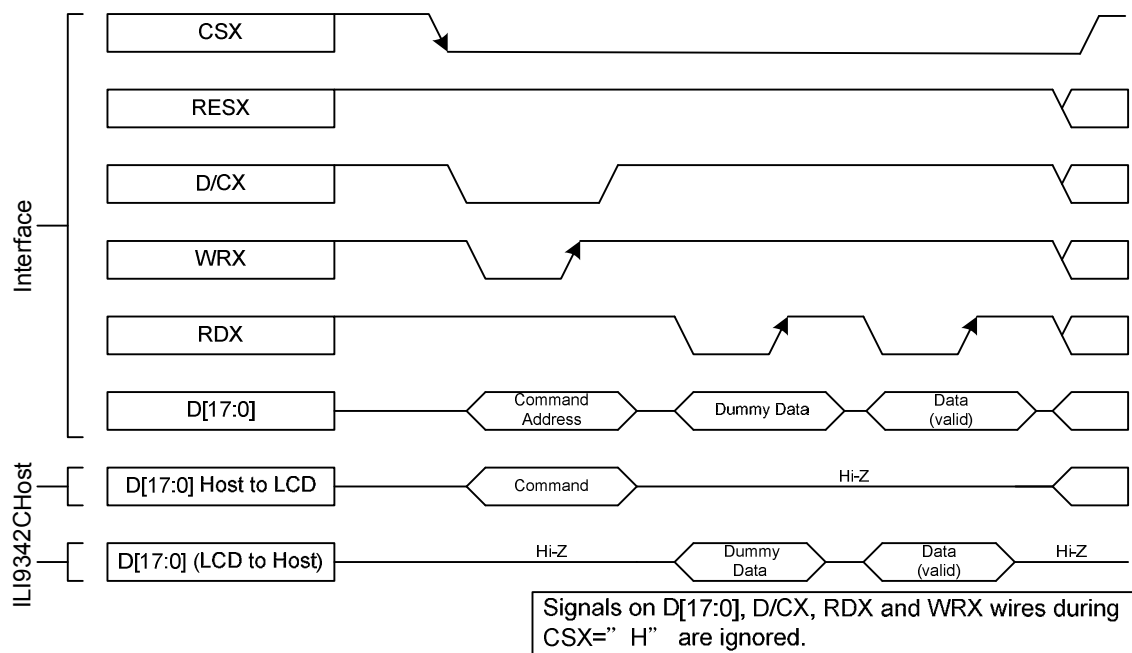 CSX
RESX
D/CX
WRX
RDX
D[17:0]
Command
Address
Dummy Data
Data
(valid)
D[17:0] Host to LCD
Command
Hi-Z
D[17:0] (LCD to Host)
Hi-Z
Dummy
Data
Data
(valid)
Hi-Z
Interface
Host
ILI9342C
Signals on D[17:0], D/CX, RDX and WRX wires during
CSX=” H” are ignored.